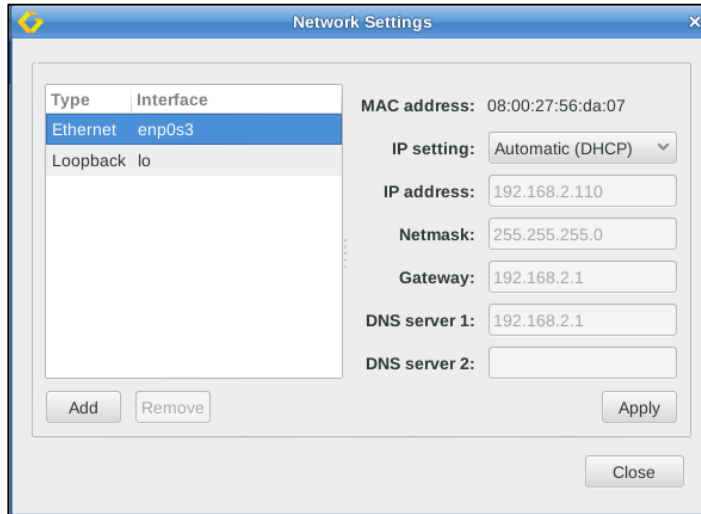 Network Settings
Type Interface
Ethernet enp0s3
Loopback lo
MAC address: 08:00:27:56:da:07
IP setting: Automatic (DHCP)
IP address: 192.168.2.110
Netmask: 255.255.255.0
Gateway: 192.168.2.1
DNS server 1: 192.168.2.1
DNS server 2:
Add Remove
Apply
Close